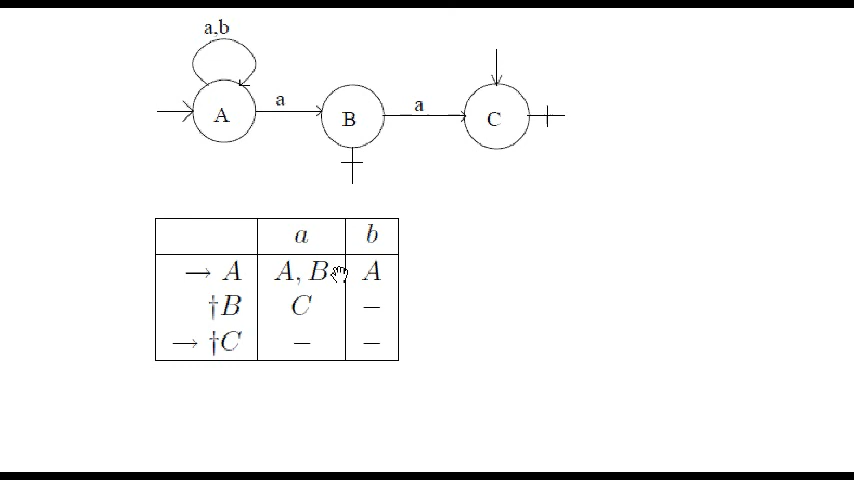 a,b
A a B a C
a b
→ A A, B A
†B C –
→ †C – –